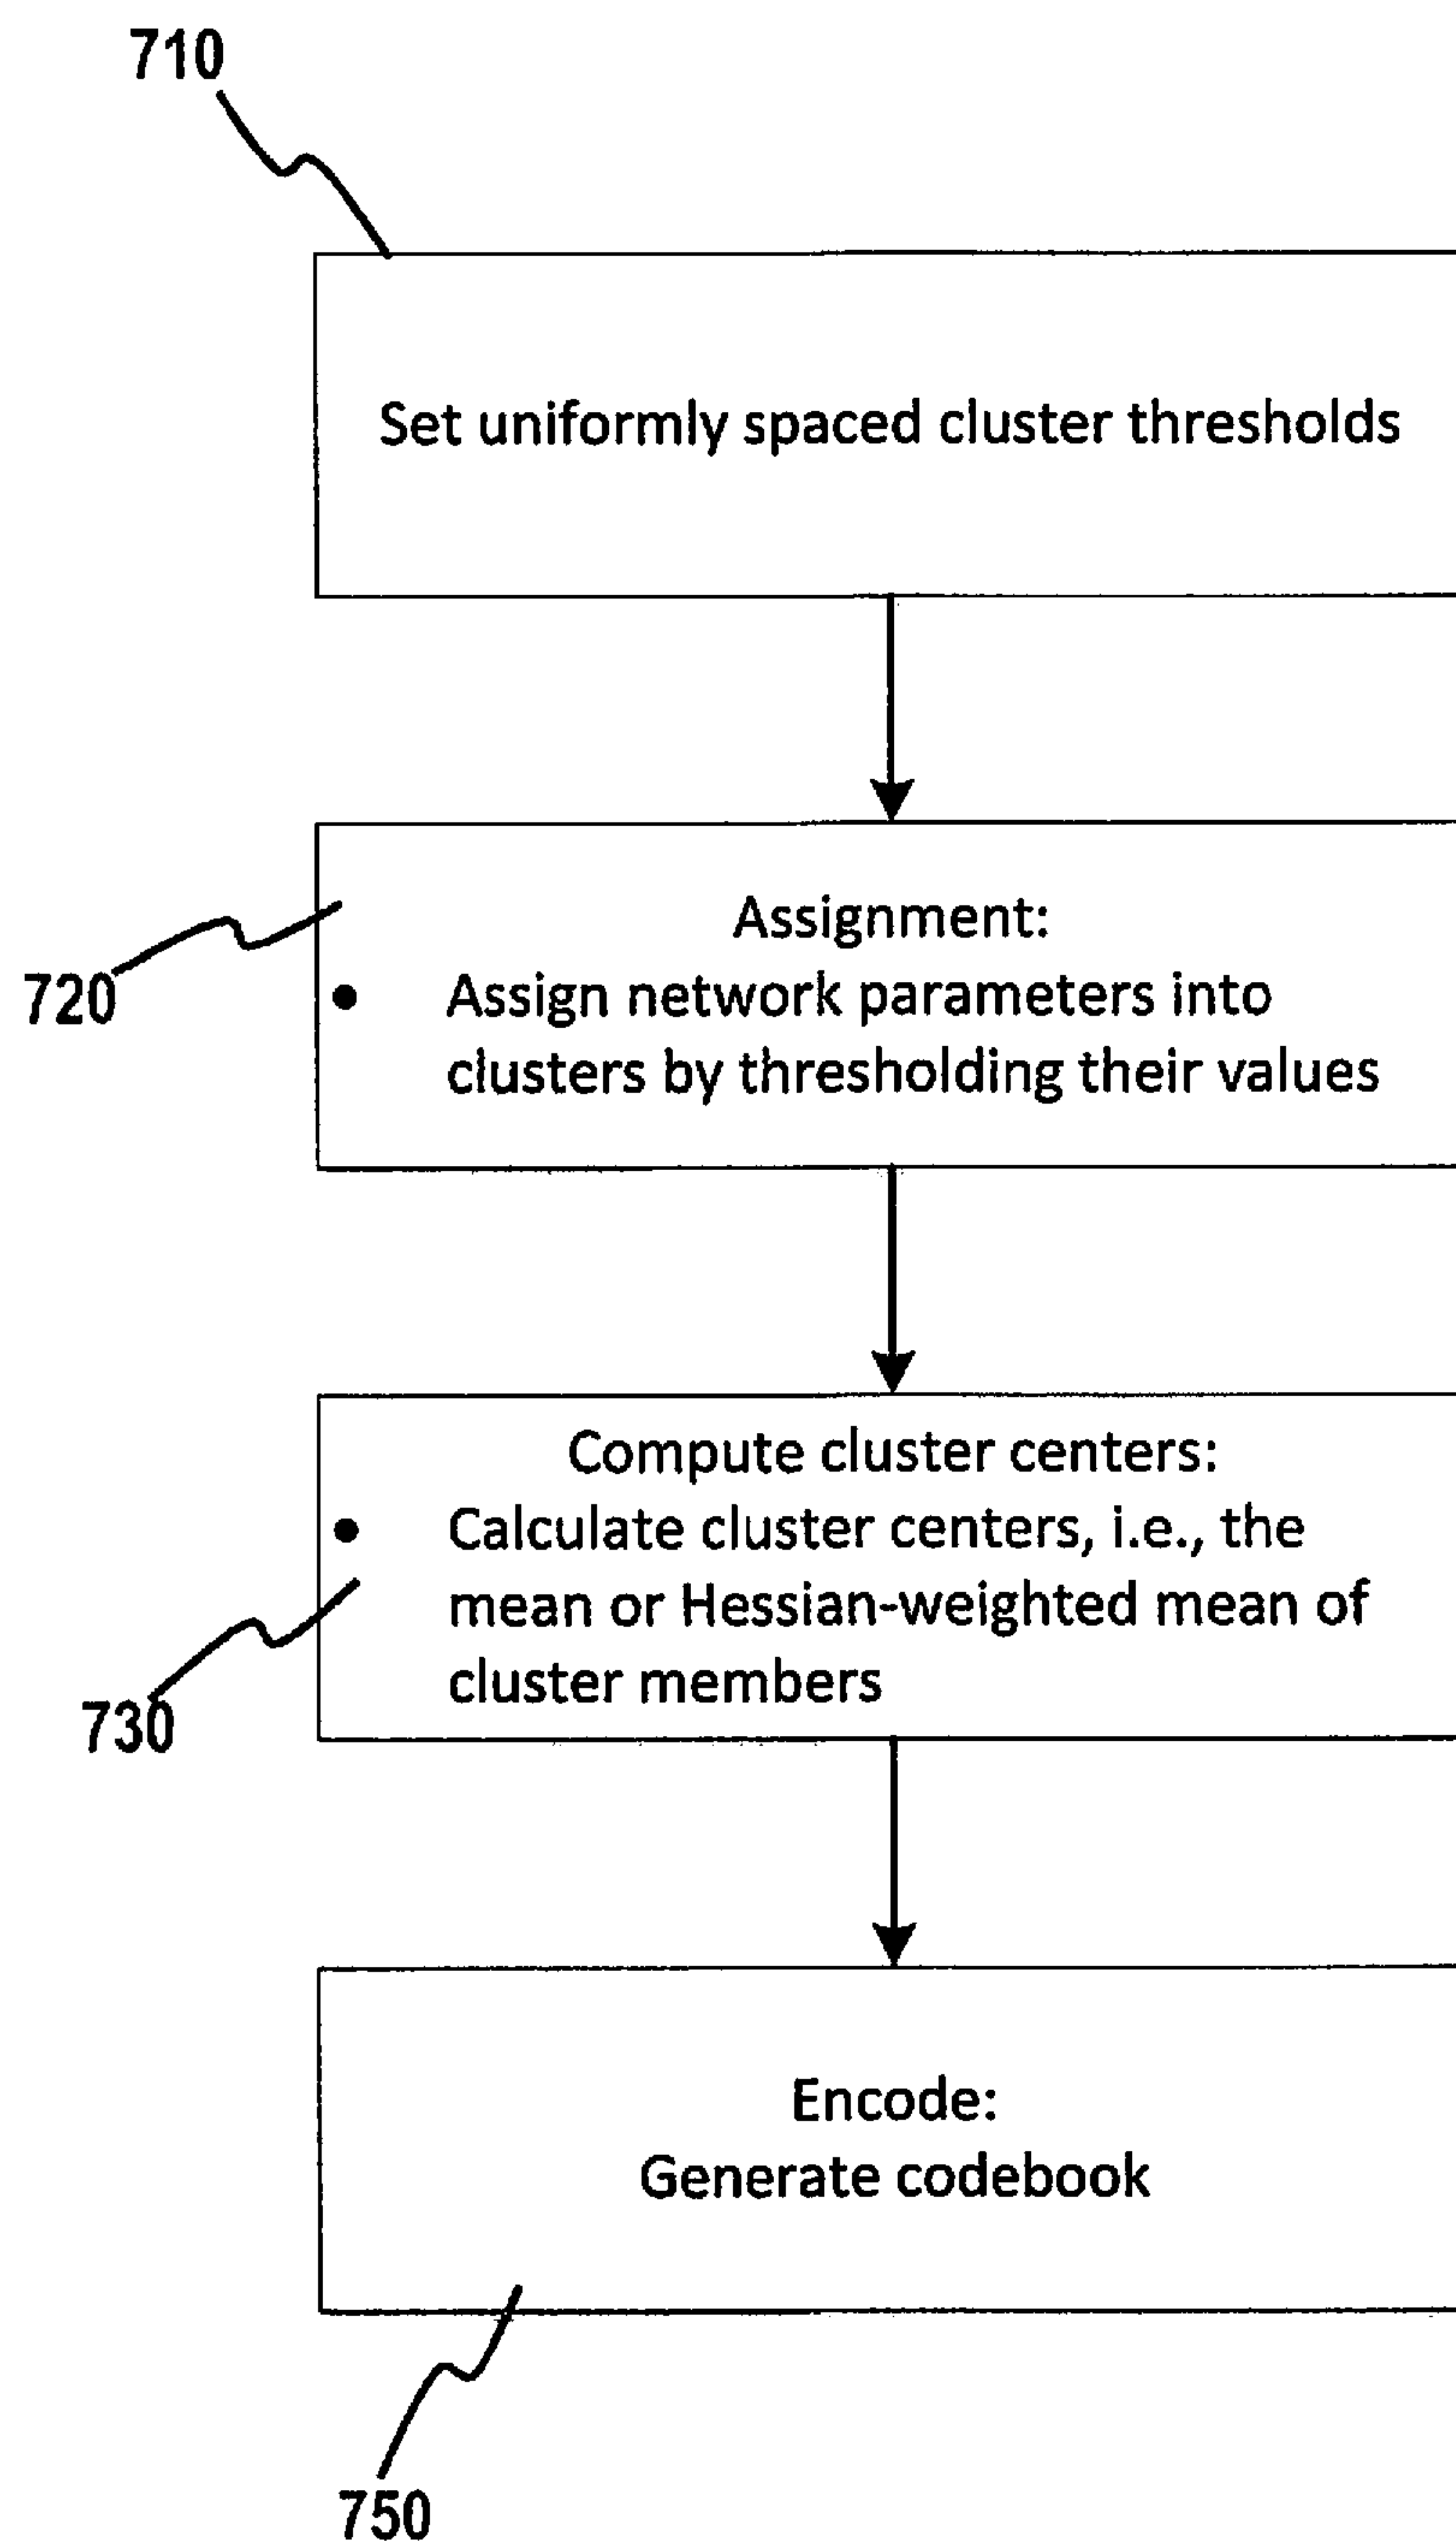 710
Set uniformly spaced cluster thresholds
720
Assignment:
• Assign network parameters into
clusters by thresholding their values
730
Compute cluster centers:
• Calculate cluster centers, i.e., the
mean or Hessian-weighted mean of
cluster members
Encode:
Generate codebook
750